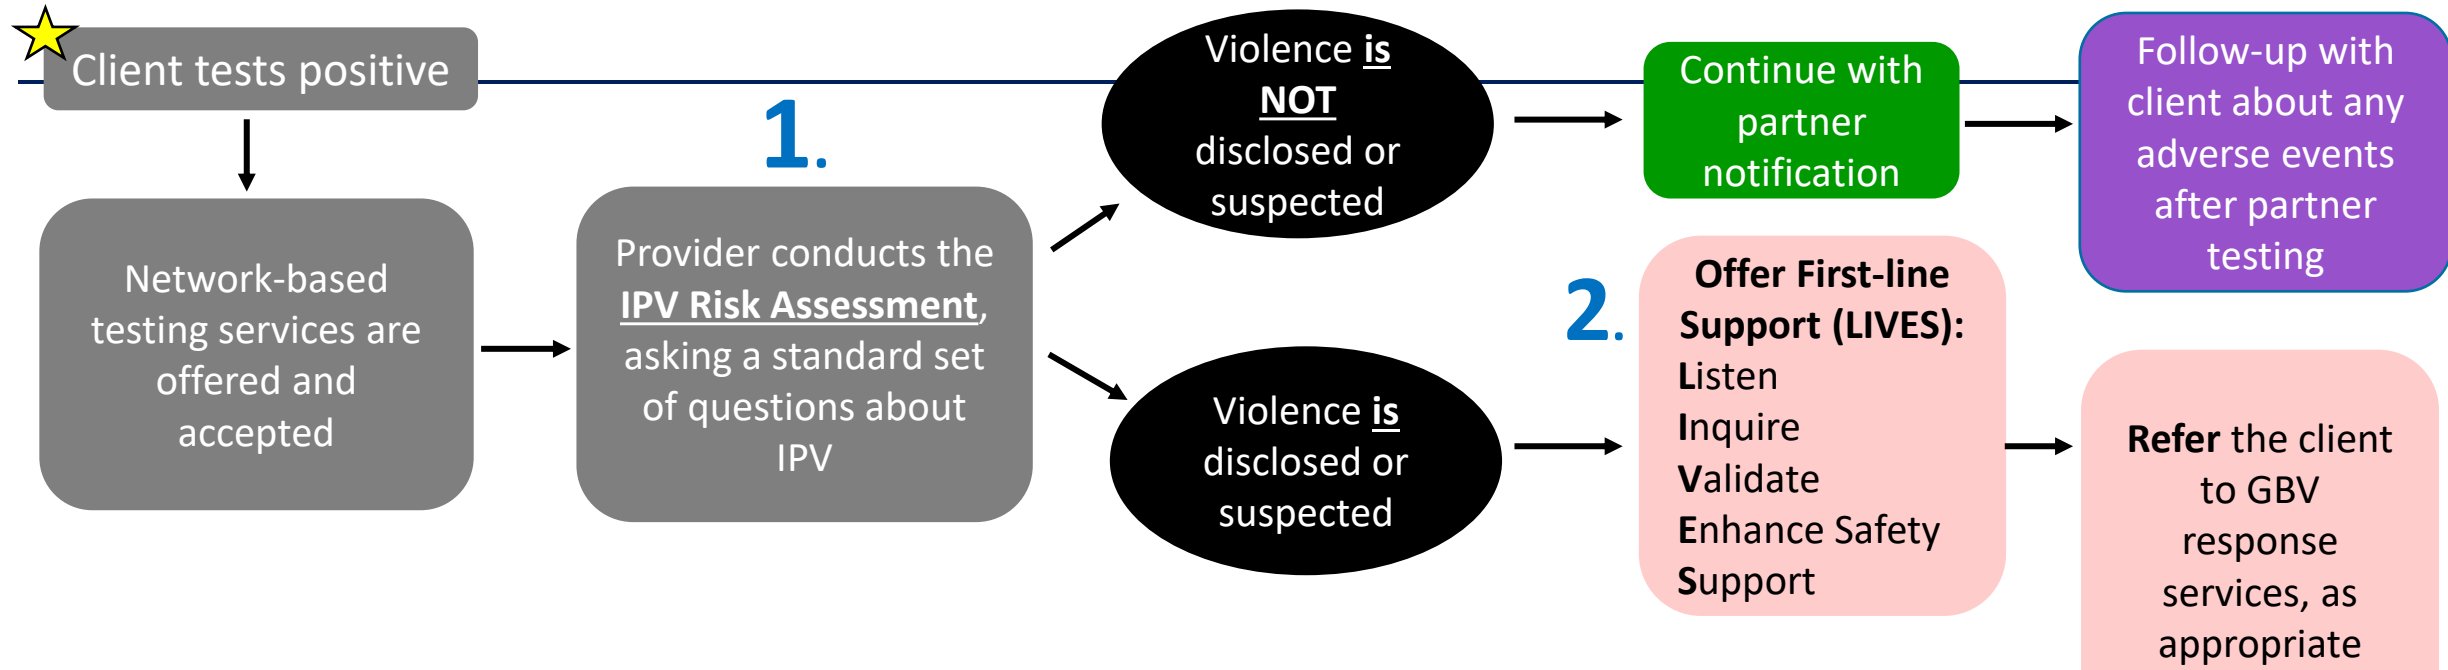 Client tests positive
Network-based
testing services are
offered and
accepted
1.
Provider conducts the
IPV Risk Assessment,
asking a standard set
of questions about
IPV
Violence is
NOT
disclosed or
suspected
Continue with
partner
notification
Follow-up with
client about any
adverse events
after partner
testing
Violence is
disclosed or
suspected
2.
Offer First-line
Support (LIVES):
Listen
Inquire
Validate
Enhance Safety
Support
Refer the client
to GBV
response
services, as
appropriate